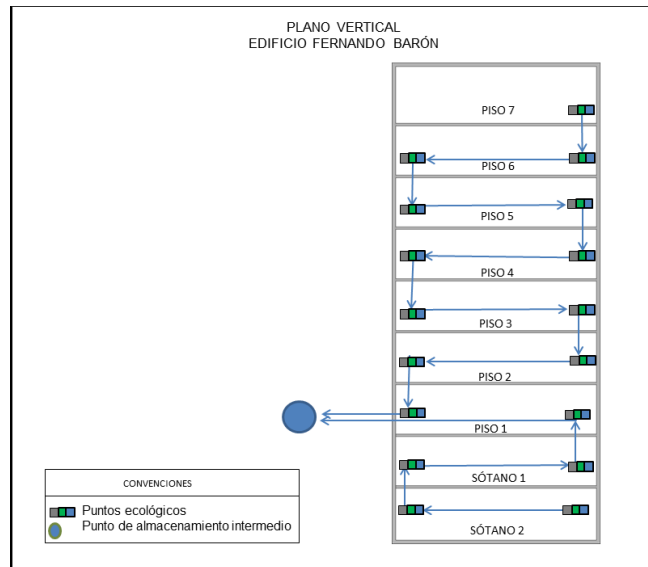 PLANO VERTICAL
EDIFICIO FERNANDO BARÓN
PISO 7
PISO 6
PISO 5
PISO 4
PISO 3
PISO 2
PISO 1
SÓTANO 1
SÓTANO 2
CONVENCIONES
Puntos ecológicos
Punto de almacenamiento intermedio